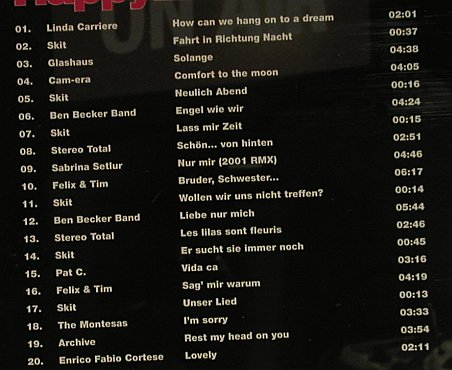 Happy
ON AIR
01. Linda Carriere How can we hang on to a dream 02:01
02. Skit Fahrt in Richtung Nacht 00:37
03. Glashaus Solange 04:38
04. Cam-era Comfort to the moon 04:05
05. Skit Neulich Abend 00:16
06. Ben Becker Band Engel wie wir 04:24
07. Skit Lass mir Zeit 00:15
08. Stereo Total Schön... von hinten 02:51
09. Sabrina Setlur Nur mir (2001 RMX) 04:46
10. Felix & Tim Bruder, Schwester... 06:17
11. Skit Wollen wir uns nicht treffen? 00:14
12. Ben Becker Band Liebe nur mich 05:44
13. Stereo Total Les lilas sont fleuris 02:46
14. Skit Er sucht sie immer noch 00:45
15. Pat C. Vida ca 03:16
16. Felix & Tim Sag' mir warum 04:19
17. Skit Unser Lied 00:13
18. The Montesas I'm sorry 03:33
19. Archive Rest my head on you 03:54
20. Enrico Fabio Cortese Lovely 02:11